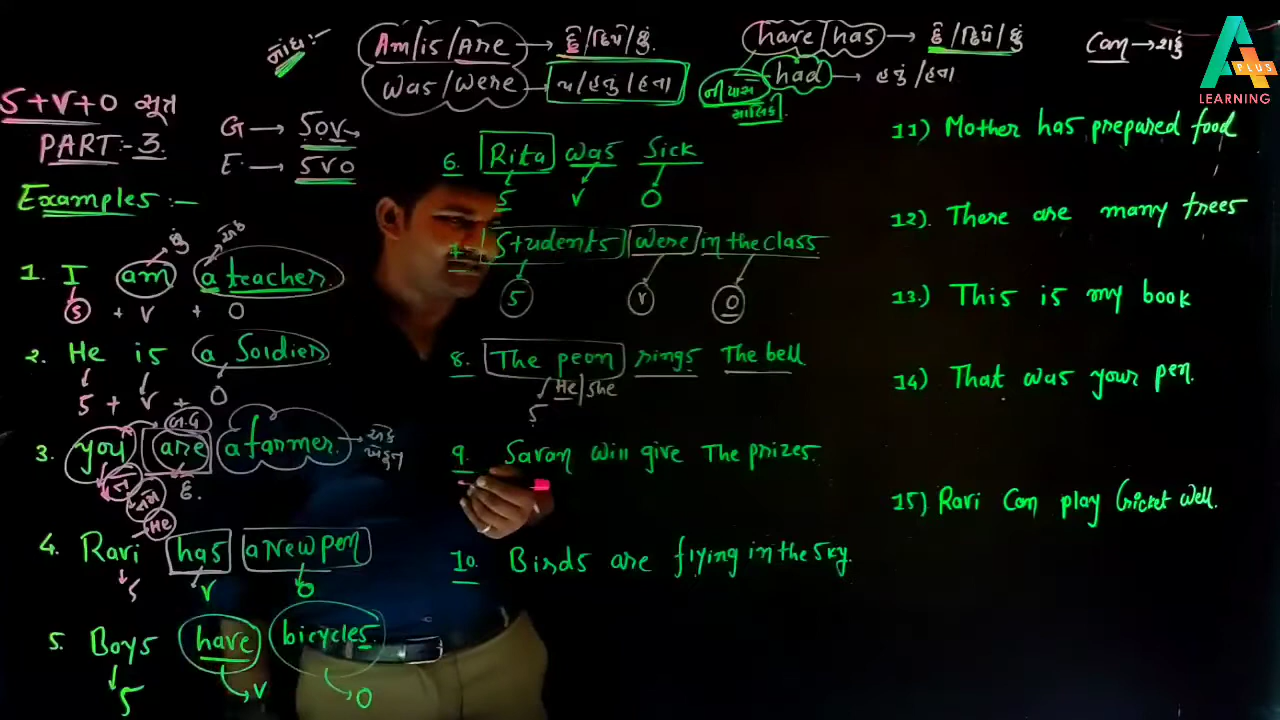 નોંધ:-
Am/is/Are → છે/છીએ/છું.
have/has → છે/છીએ/છું
Can → શકું
was/were → હતું/હતા
ની પાસે
માલિકી
had → હતું/હતા
A PLUS
LEARNING
S+V+O સૂત્ર
PART:-3.
G → SOV
E → SVO
Examples :-
1. I am a teacher.
છું
એક
S + V + O
2. He is a Soldier
S + V + O
3. you are a farmer.
છે.
He
4. Ravi has a New pen
S V O
5. Boys have bicycles.
S V O
6. Rita was Sick
S V O
7. Students were in the class
S V O
8. The peon rings The bell
He/she
S
9. Savan will give The prizes.
10. Birds are flying in the sky.
11) Mother has prepared food
12). There are many trees
13.) This is my book
14) That was your pen.
15) Ravi Can play Cricket well.